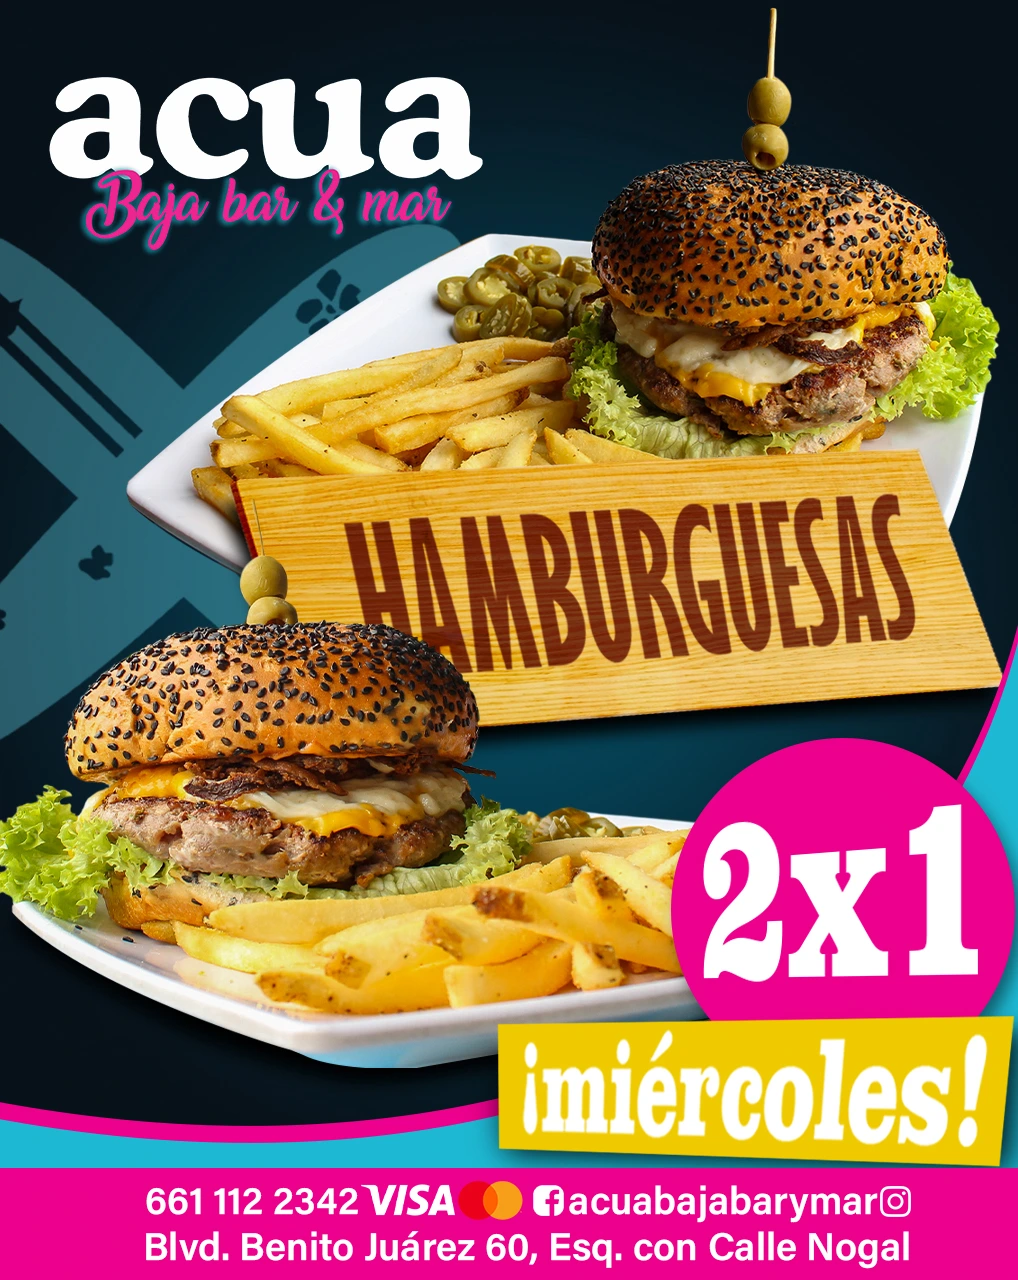 acua
Baja bar & mar
HAMBURGUESAS
2x1
¡miércoles!
661 112 2342 VISA acuabajabarymar
Blvd. Benito Juárez 60, Esq. con Calle Nogal